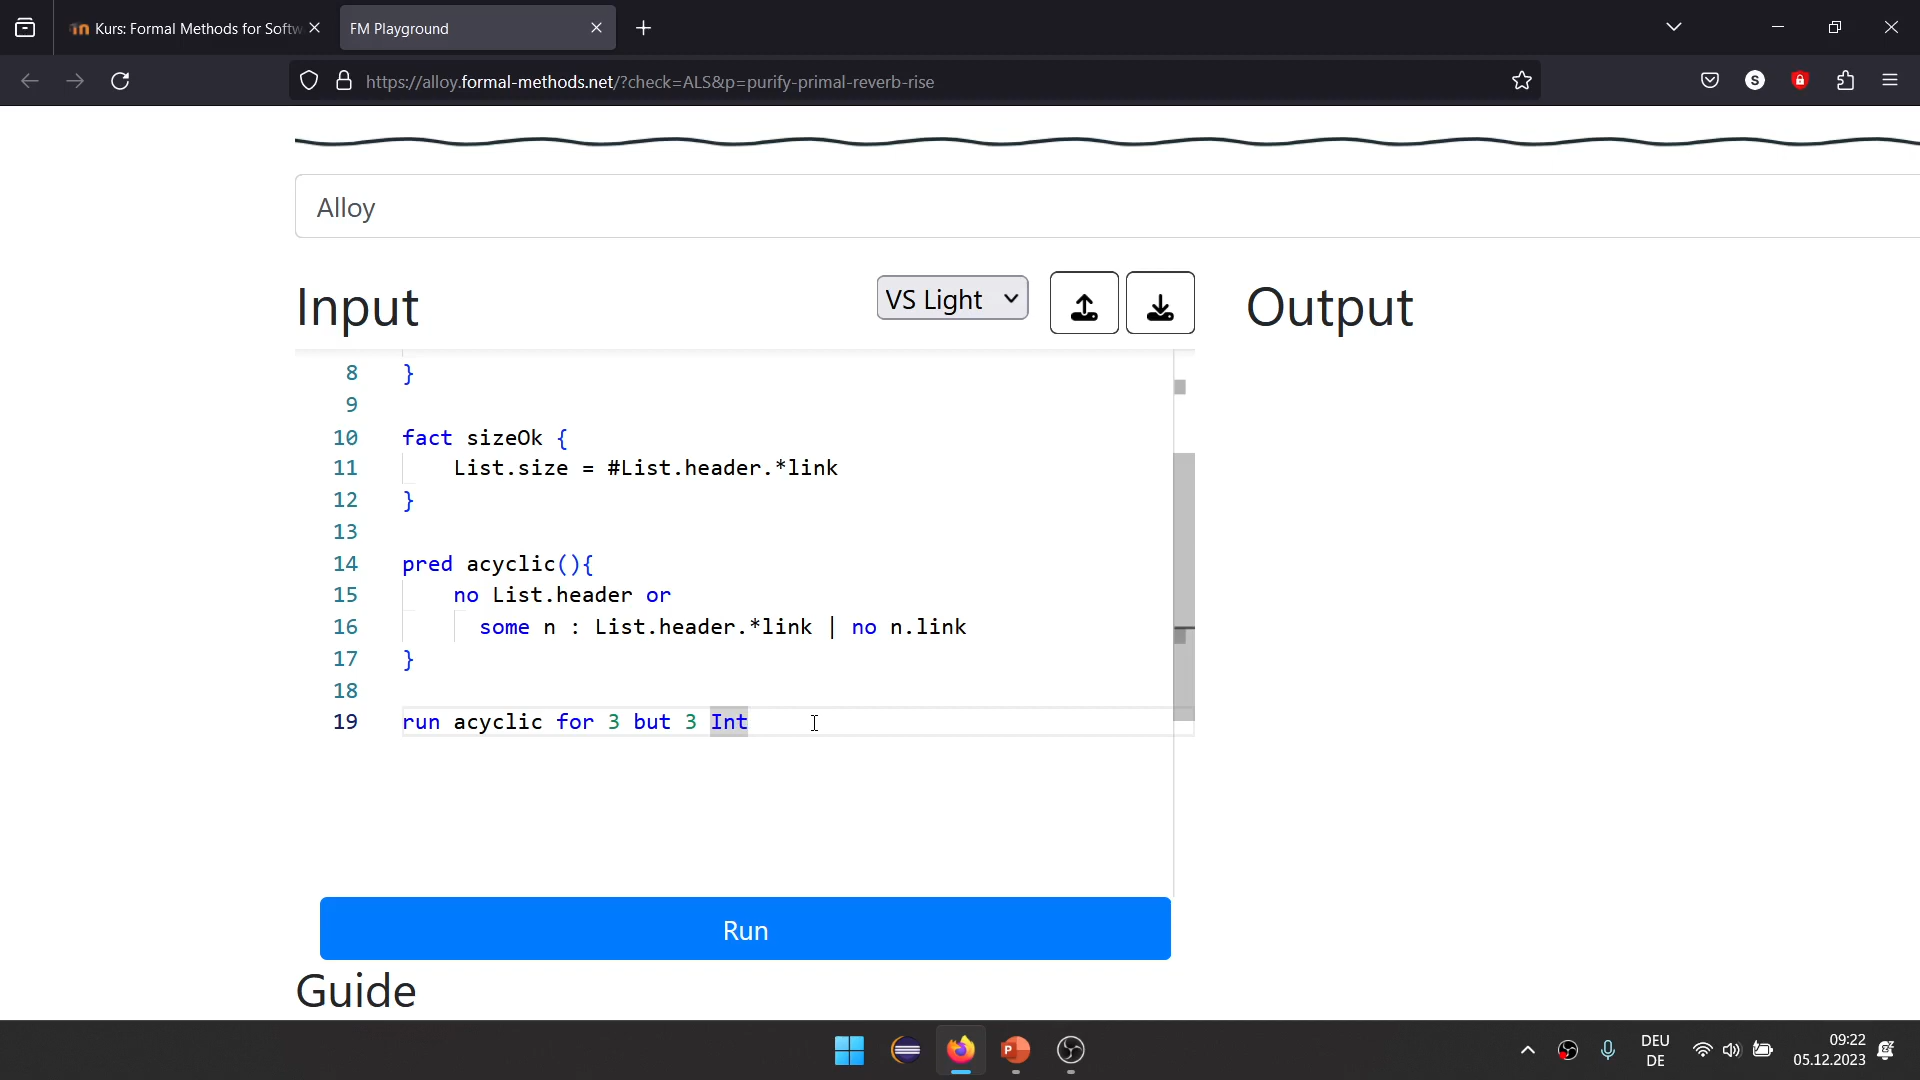 Kurs: Formal Methods for Softw
FM Playground
https://alloy.formal-methods.net/?check=ALS&p=purify-primal-reverb-rise
S
Alloy
Input
VS Light
Output
8 }
9
10 fact sizeOk {
11 List.size = #List.header.*link
12 }
13
14 pred acyclic(){
15 no List.header or
16 some n : List.header.*link | no n.link
17 }
18
19 run acyclic for 3 but 3 Int
Run
Guide
P
DEU
DE
09:22
05.12.2023